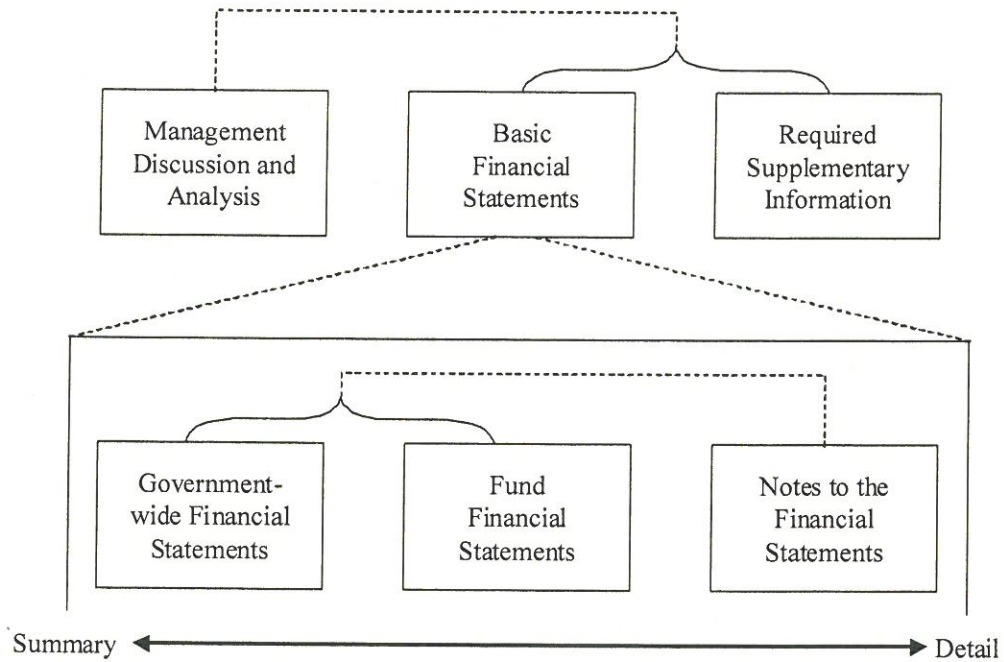 Management
Discussion and
Analysis
Basic
Financial
Statements
Required
Supplementary
Information
Government-
wide Financial
Statements
Fund
Financial
Statements
Notes to the
Financial
Statements
Summary
Detail